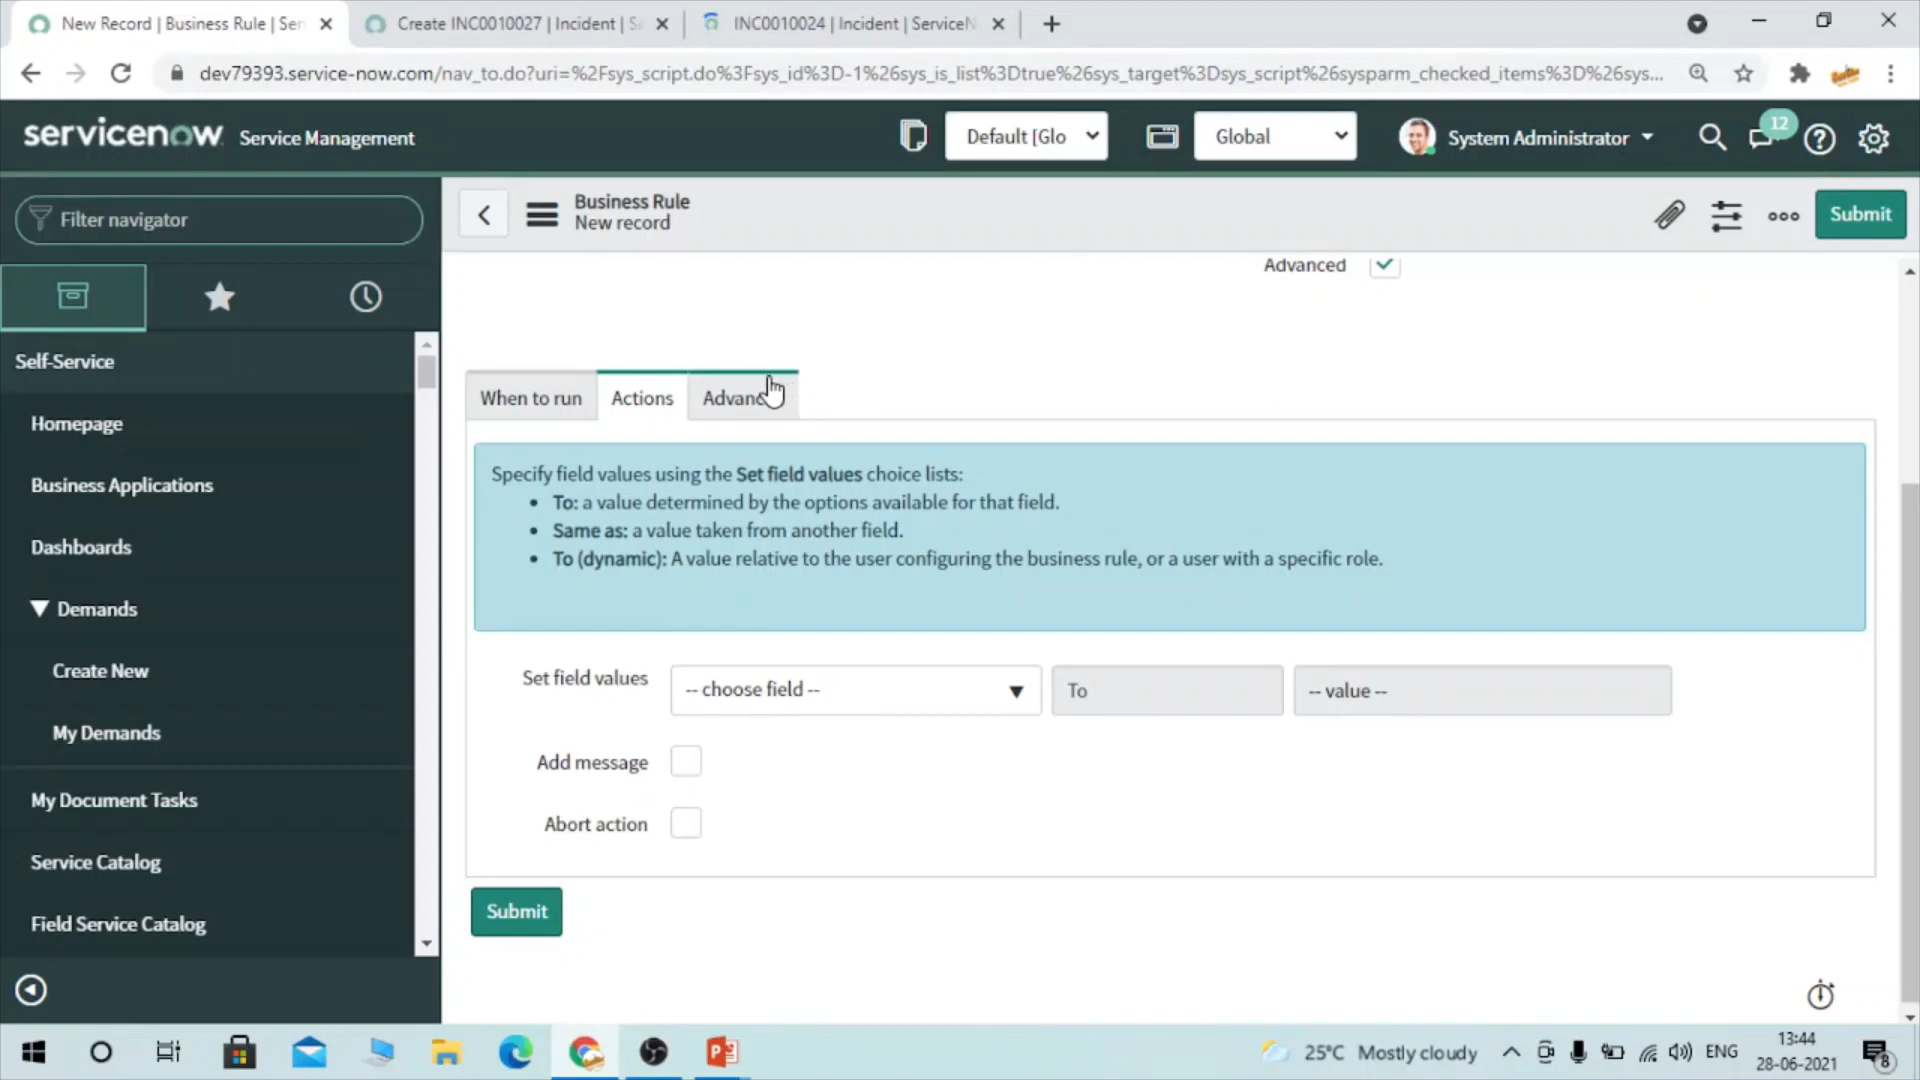 New Record | Business Rule | Ser
Create INC0010027 | Incident | S
INC0010024 | Incident | ServiceN
dev79393.service-now.com/nav_to.do?uri=%2Fsys_script.do%3Fsys_id%3D-1%26sys_is_list%3Dtrue%26sys_target%3Dsys_script%26sysparm_checked_items%3D%26sys...
servicenow Service Management
Default [Glo
Global
System Administrator
12
Filter navigator
Business Rule
New record
Submit
Advanced
Self-Service
Homepage
Business Applications
Dashboards
Demands
Create New
My Demands
My Document Tasks
Service Catalog
Field Service Catalog
When to run
Actions
Advanc
Specify field values using the Set field values choice lists:
• To: a value determined by the options available for that field.
• Same as: a value taken from another field.
• To (dynamic): A value relative to the user configuring the business rule, or a user with a specific role.
Set field values
-- choose field --
To
-- value --
Add message
Abort action
Submit
25°C Mostly cloudy
ENG
13:44
28-06-2021
8